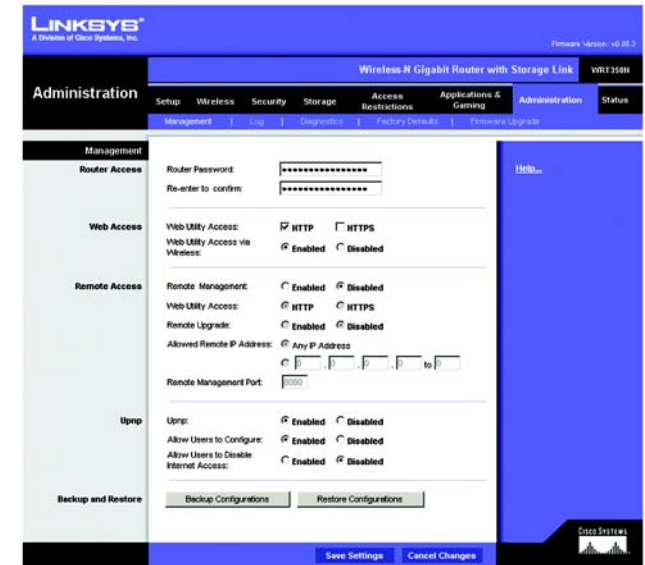 LINKSYS®
A Division of Cisco Systems, Inc.
Firmware Version: v0.85.3
Wireless-N Gigabit Router with Storage Link WRT350N
Administration
Setup Wireless Security Storage Access Restrictions Applications & Gaming Administration Status
Management | Log | Diagnostics | Factory Defaults | Firmware Upgrade
Management
Router Access
Router Password:
Re-enter to confirm:
Web Access
Web Utility Access: HTTP HTTPS
Web Utility Access via Wireless: Enabled Disabled
Remote Access
Remote Management: Enabled Disabled
Web Utility Access: HTTP HTTPS
Remote Upgrade: Enabled Disabled
Allowed Remote IP Address: Any IP Address
0 . 0 . 0 . 0 to 0
Remote Management Port: 8080
Upnp
Upnp: Enabled Disabled
Allow Users to Configure: Enabled Disabled
Allow Users to Disable Internet Access: Enabled Disabled
Backup and Restore
Backup Configurations Restore Configurations
Help...
Save Settings Cancel Changes
CISCO SYSTEMS